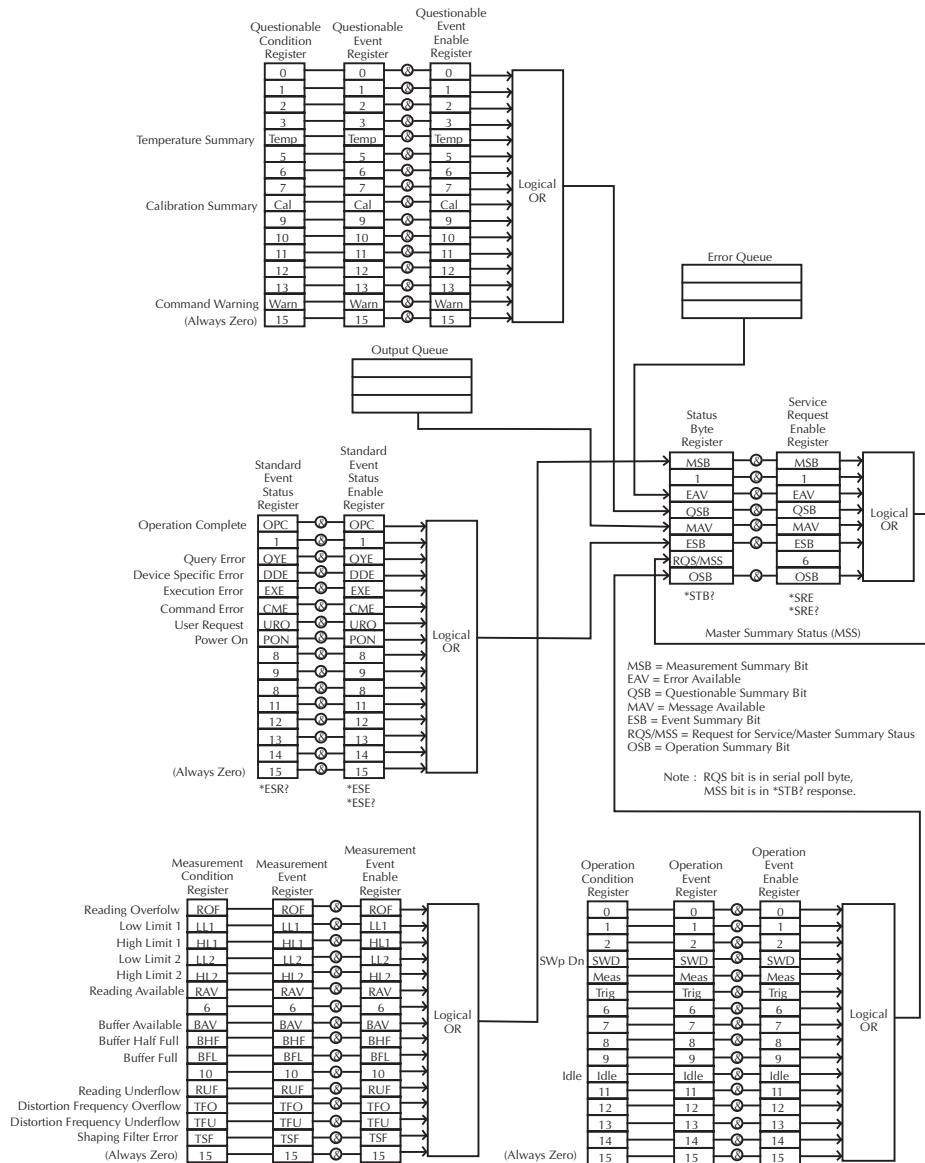 Questionable
Condition
Register
Questionable
Event
Register
Questionable
Event
Enable
Register
0 0 & 0
1 1 & 1
2 2 & 2
3 3 & 3
Temperature Summary Temp Temp & Temp
5 5 & 5
6 6 & 6
7 7 & 7
Calibration Summary Cal Cal & Cal
9 9 & 9
10 10 & 10
11 11 & 11
12 12 & 12
13 13 & 13
Command Warning Warn Warn & Warn
(Always Zero) 15 15 & 15
Logical
OR
Error Queue
Output Queue
Status
Byte
Register
Service
Request
Enable
Register
MSB & MSB
1 & 1
EAV & EAV
QSB & QSB
MAV & MAV
ESB & ESB
RQS/MSS 6
OSB & OSB
*STB? *SRE
*SRE?
Logical
OR
Master Summary Status (MSS)
Standard
Event
Status
Register
Standard
Event
Status
Enable
Register
Operation Complete OPC & OPC
1 & 1
Query Error QYE & QYE
Device Specific Error DDE & DDE
Execution Error EXE & EXE
Command Error CME & CME
User Request URQ & URQ
Power On PON & PON
8 & 8
9 & 9
8 & 8
11 & 11
12 & 12
13 & 13
14 & 14
(Always Zero) 15 & 15
*ESR? *ESE
*ESE?
Logical
OR
MSB = Measurement Summary Bit
EAV = Error Available
QSB = Questionable Summary Bit
MAV = Message Available
ESB = Event Summary Bit
RQS/MSS = Request for Service/Master Summary Staus
OSB = Operation Summary Bit
Note : RQS bit is in serial poll byte,
MSS bit is in *STB? response.
Measurement
Condition
Register
Measurement
Event
Register
Measurement
Event
Enable
Register
Reading Overfolw ROF ROF & ROF
Low Limit 1 LL1 LL1 & LL1
High Limit 1 HL1 HL1 & HL1
Low Limit 2 LL2 LL2 & LL2
High Limit 2 HL2 HL2 & HL2
Reading Available RAV RAV & RAV
6 6 & 6
Buffer Available BAV BAV & BAV
Buffer Half Full BHF BHF & BHF
Buffer Full BFL BFL & BFL
10 10 & 10
Reading Underflow RUF RUF & RUF
Distortion Frequency Overflow TFO TFO & TFO
Distortion Frequency Underflow TFU TFU & TFU
Shaping Filter Error TSF TSF & TSF
(Always Zero) 15 15 & 15
Logical
OR
Operation
Condition
Register
Operation
Event
Register
Operation
Event
Enable
Register
0 0 & 0
1 1 & 1
2 2 & 2
SWp Dn SWD SWD & SWD
Meas Meas & Meas
Trig Trig & Trig
6 6 & 6
7 7 & 7
8 8 & 8
9 9 & 9
Idle Idle Idle & Idle
11 11 & 11
12 12 & 12
13 13 & 13
14 14 & 14
(Always Zero) 15 15 & 15
Logical
OR